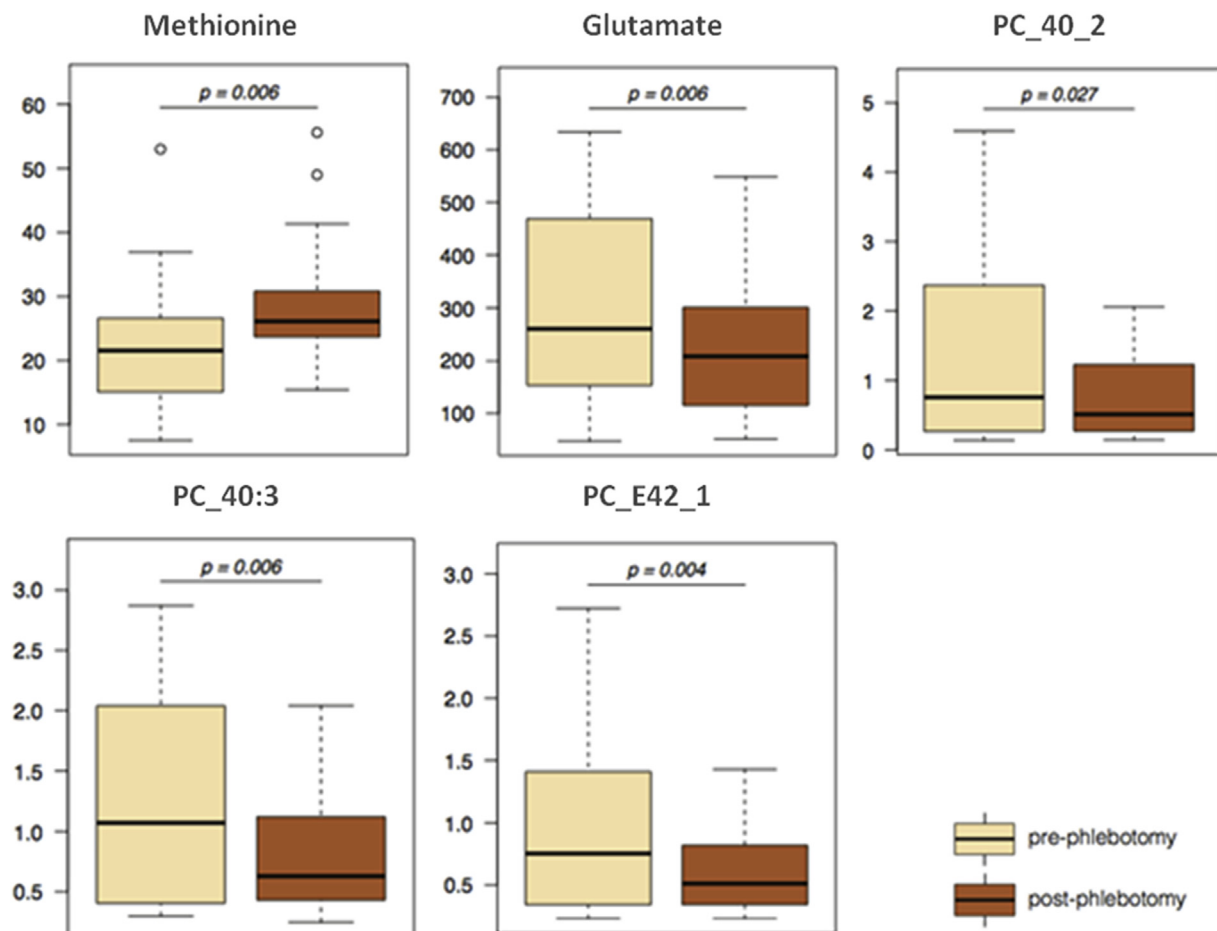 Methionine
Glutamate
PC_40_2
p = 0.006
60
50
40
30
20
10
p = 0.006
700
600
500
400
300
200
100
p = 0.027
5
4
3
2
1
0
PC_40:3
PC_E42_1
p = 0.006
3.0
2.5
2.0
1.5
1.0
0.5
p = 0.004
3.0
2.5
2.0
1.5
1.0
0.5
pre-phlebotomy
post-phlebotomy